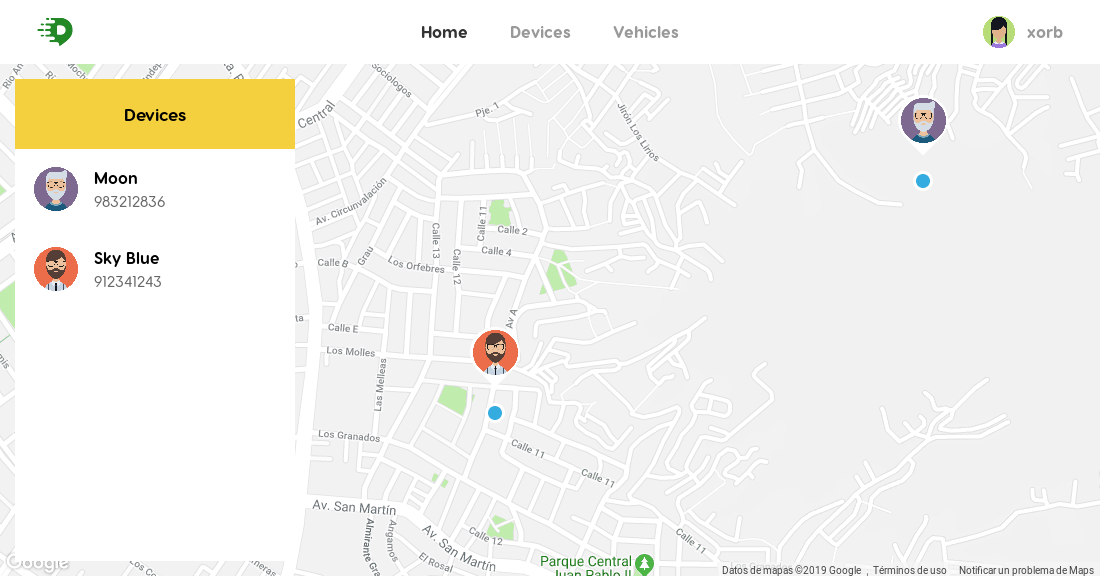 Home
Devices
Vehicles
xorb
Devices
Moon
983212836
Sky Blue
912341243
Sociologos
Central
Pje. 1
Jirón Los Lirios
Av. Circunvalación
Calle 11
Calle 2
Calle 13
Calle 4
Calle 12
Grau
Calle B
Los Orfebres
Av A
Calle E
Los Molles
Las Melleas
Los Granados
Calle 11
Calle 11
Av. San Martín
Almirante Gra
Angamos
Av. San Martín
El Rosal
Calle 12
Calle 11
Parque Central
Juan Pablo II
Google
Datos de mapas ©2019 Google
Términos de uso
Notificar un problema de Maps